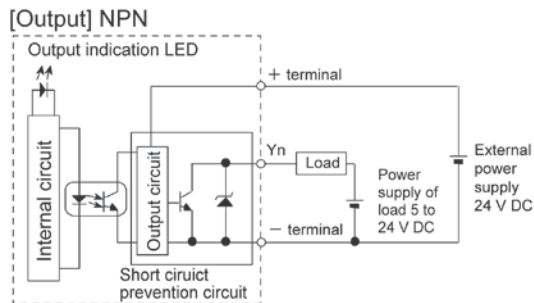 [Output] NPN
Output indication LED
+ terminal
Internal circuit
Output circuit
Yn
Load
Power
supply of
load 5 to
24 V DC
External
power
supply
24 V DC
− terminal
Short ciruict
prevention circuit